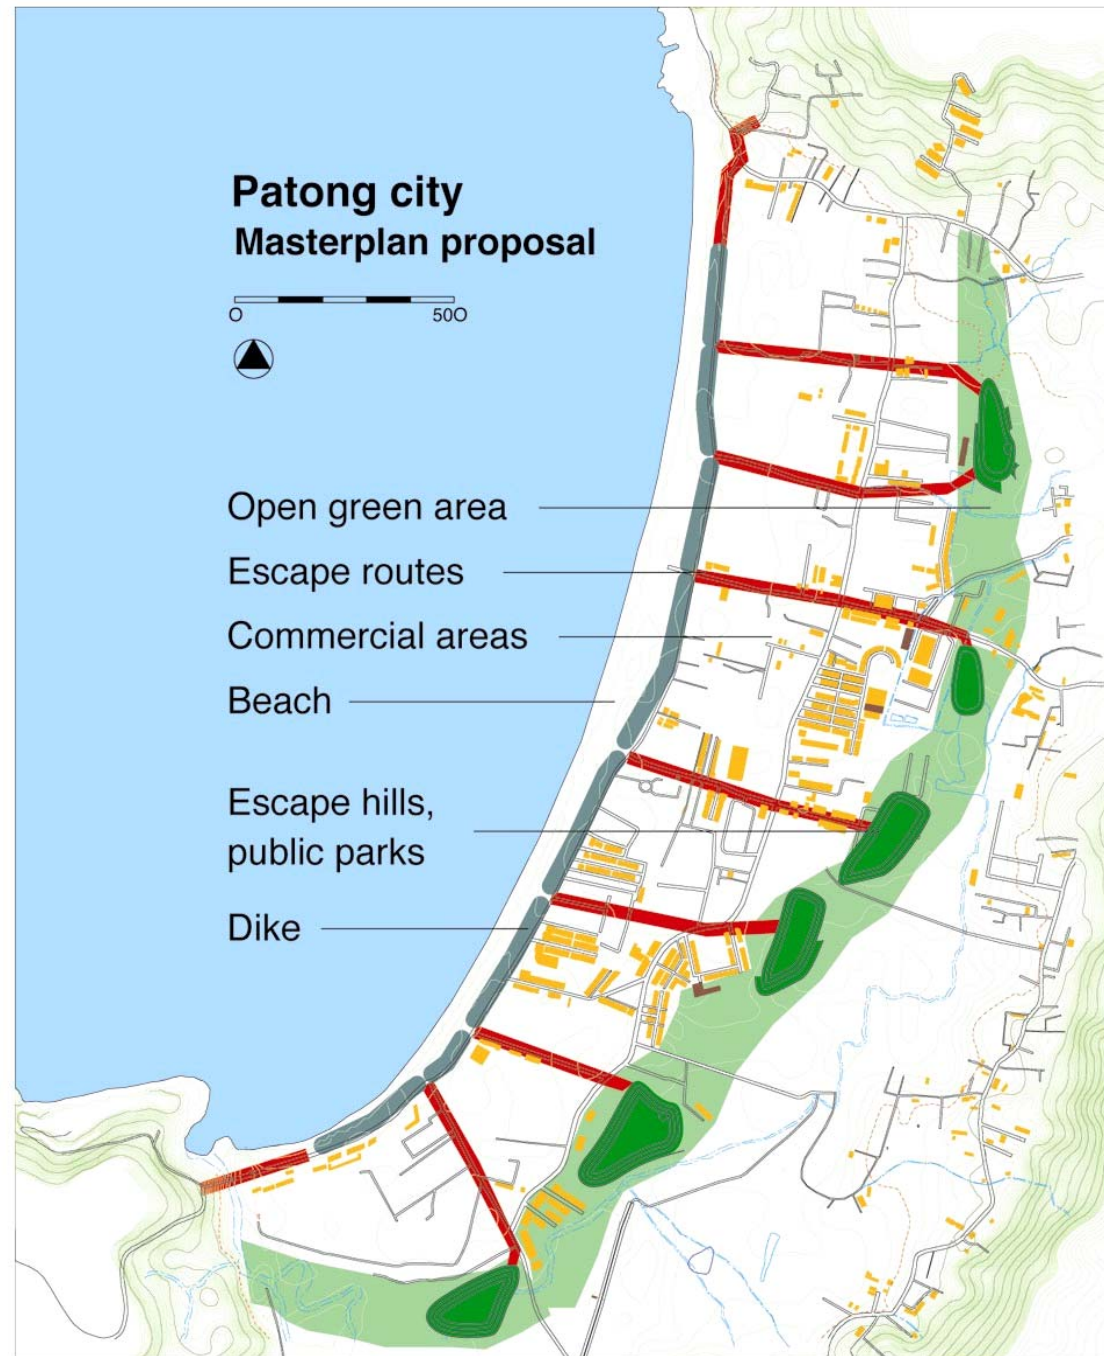 Patong city
Masterplan proposal
0 500
Open green area
Escape routes
Commercial areas
Beach
Escape hills,
public parks
Dike